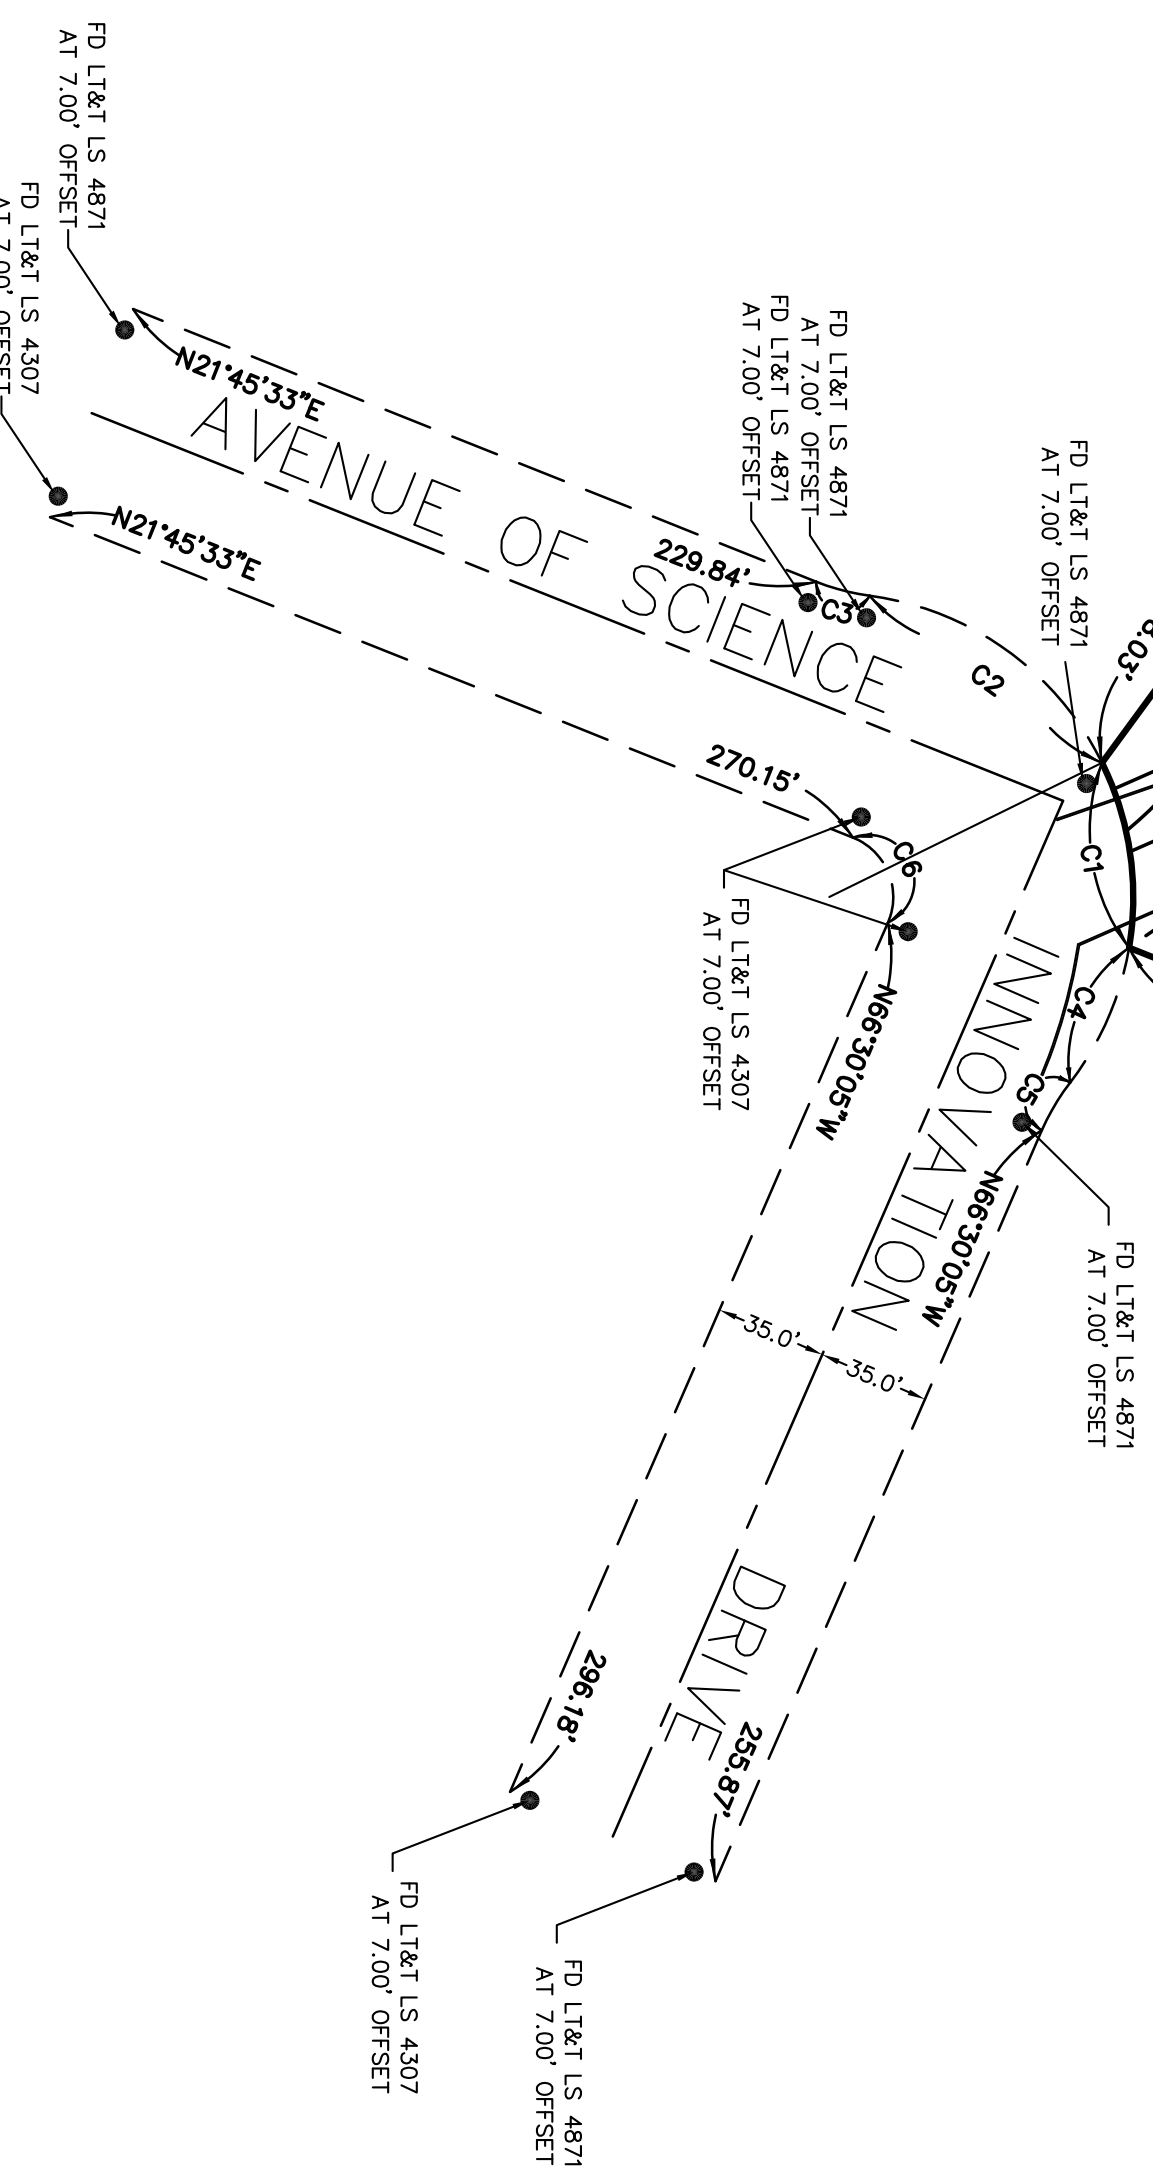 FD LT&T LS 4871
AT 7.00' OFFSET
FD LT&T LS 4307
AT 7.00' OFFSET
N21°45'33"E
N21°45'33"E
AVENUE OF SCIENCE
FD LT&T LS 4871
AT 7.00' OFFSET
FD LT&T LS 4871
AT 7.00' OFFSET
229.84'
C3
C2
270.15'
FD LT&T LS 4871
AT 7.00' OFFSET
.03'
C1
C6
C4
C5
FD LT&T LS 4307
AT 7.00' OFFSET
N66°30'05"W
N66°30'05"W
INNOVATION DRIVE
FD LT&T LS 4871
AT 7.00' OFFSET
35.0'
35.0'
296.18'
255.87'
FD LT&T LS 4307
AT 7.00' OFFSET
FD LT&T LS 4871
AT 7.00' OFFSET